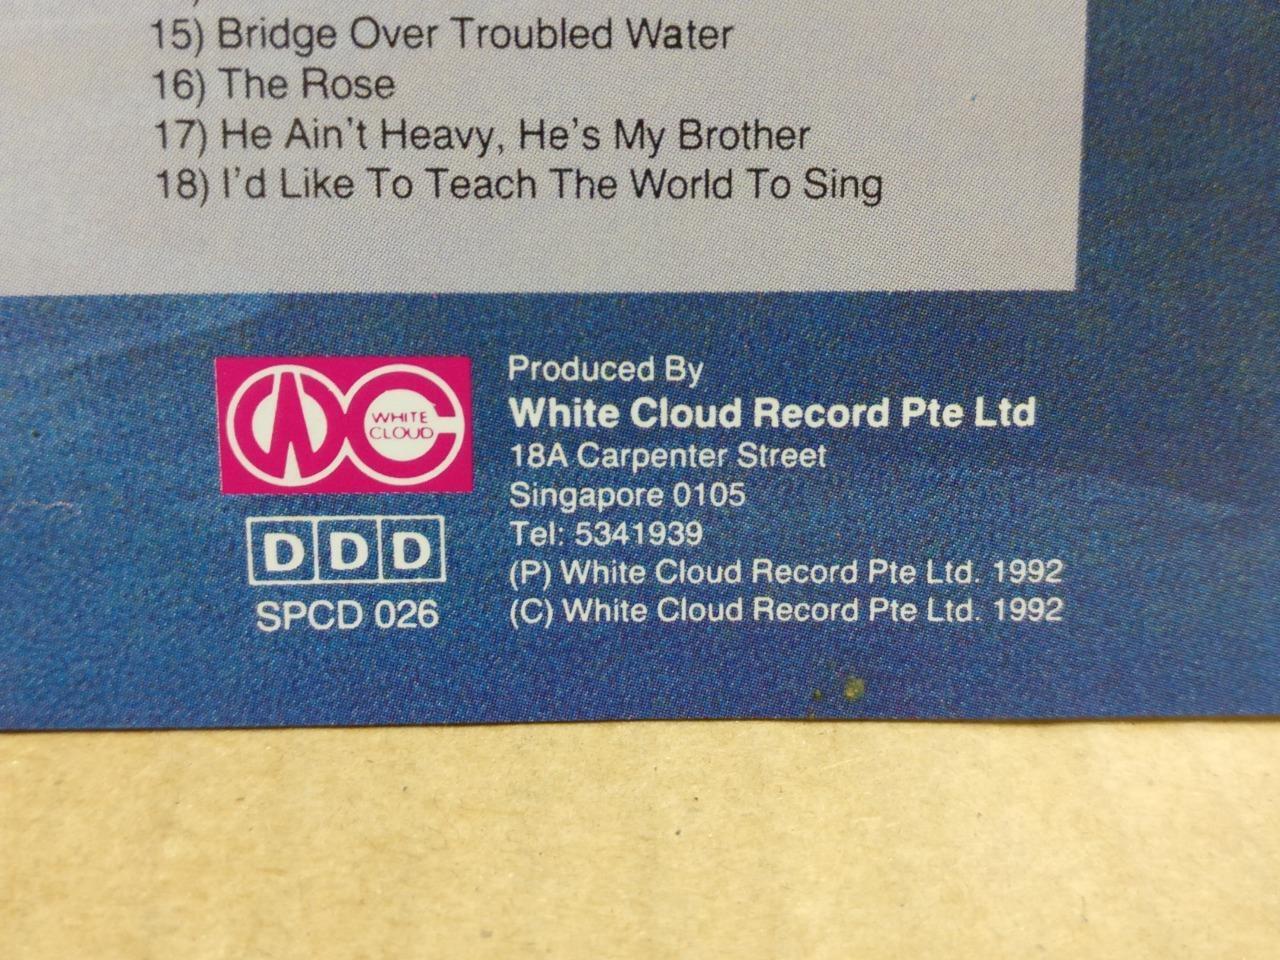 15) Bridge Over Troubled Water
16) The Rose
17) He Ain't Heavy, He's My Brother
18) I'd Like To Teach The World To Sing
WC
WHITE
CLOUD
DDD
SPCD 026
Produced By
White Cloud Record Pte Ltd
18A Carpenter Street
Singapore 0105
Tel: 5341939
(P) White Cloud Record Pte Ltd. 1992
(C) White Cloud Record Pte Ltd. 1992